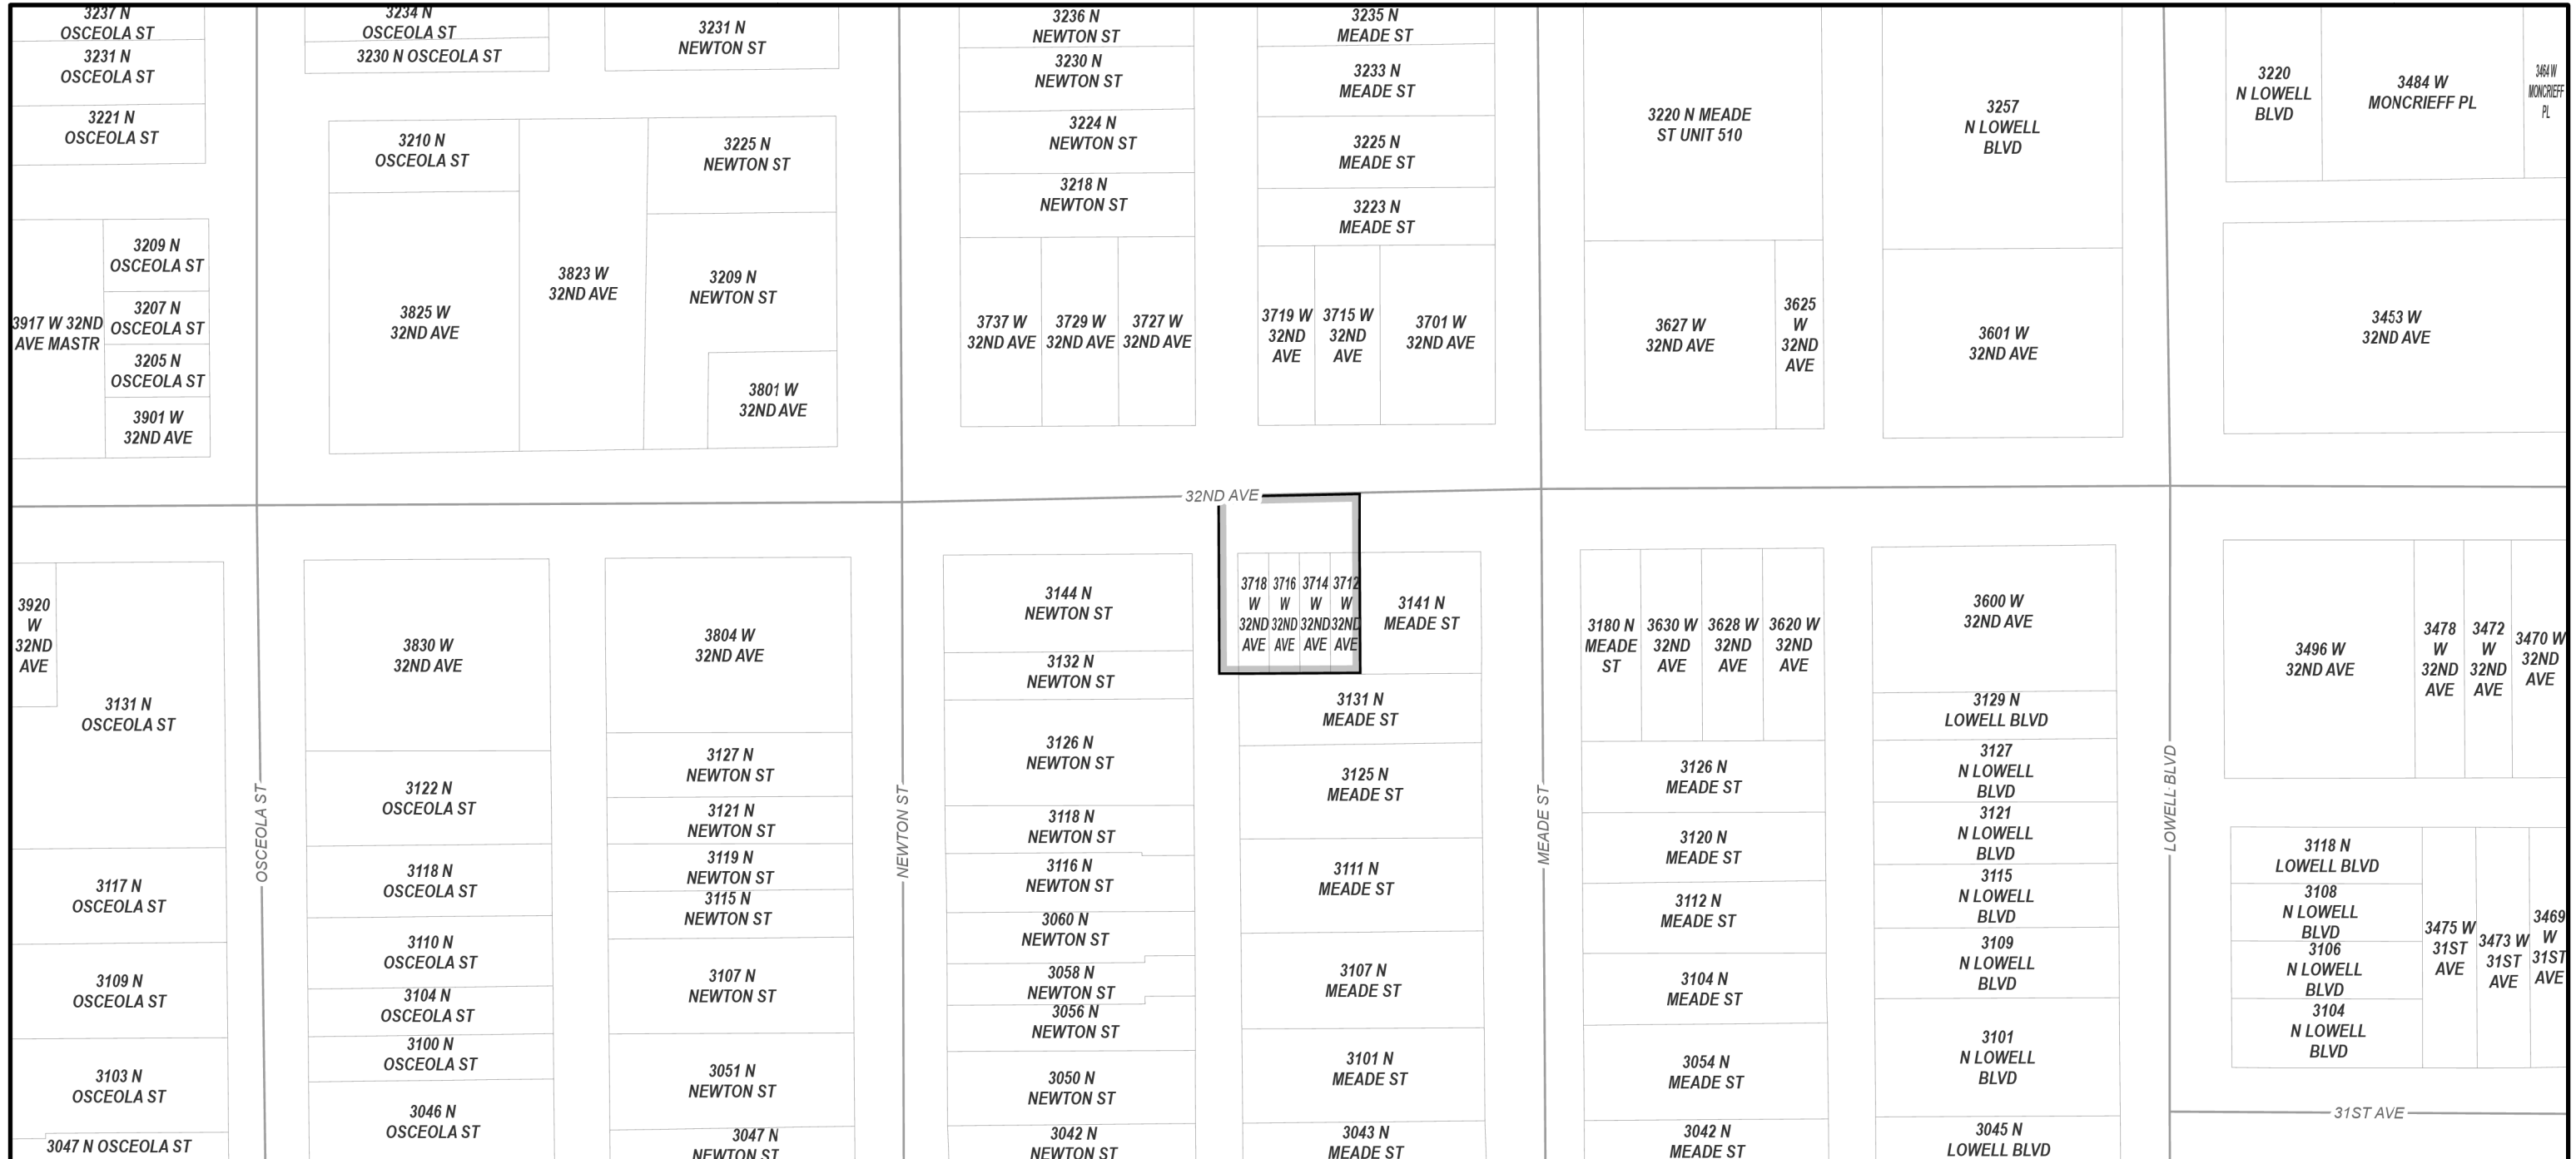 3237 N
OSCEOLA ST
3231 N
OSCEOLA ST
3221 N
OSCEOLA ST
3234 N
OSCEOLA ST
3230 N OSCEOLA ST
3231 N
NEWTON ST
3236 N
NEWTON ST
3230 N
NEWTON ST
3224 N
NEWTON ST
3218 N
NEWTON ST
3235 N
MEADE ST
3233 N
MEADE ST
3225 N
MEADE ST
3223 N
MEADE ST
3220 N MEADE
ST UNIT 510
3257
N LOWELL
BLVD
3220
N LOWELL
BLVD
3484 W
MONCRIEFF PL
3464 W
MONCRIEFF
PL
3917 W 32ND
AVE MASTR
3209 N
OSCEOLA ST
3207 N
OSCEOLA ST
3205 N
OSCEOLA ST
3901 W
32ND AVE
3210 N
OSCEOLA ST
3825 W
32ND AVE
3823 W
32ND AVE
3225 N
NEWTON ST
3209 N
NEWTON ST
3801 W
32ND AVE
3737 W
32ND AVE
3729 W
32ND AVE
3727 W
32ND AVE
3719 W
32ND
AVE
3715 W
32ND
AVE
3701 W
32ND AVE
3627 W
32ND AVE
3625
W
32ND
AVE
3601 W
32ND AVE
3453 W
32ND AVE
32ND AVE
3920
W
32ND
AVE
3131 N
OSCEOLA ST
3117 N
OSCEOLA ST
3109 N
OSCEOLA ST
3103 N
OSCEOLA ST
3047 N OSCEOLA ST
OSCEOLA ST
3830 W
32ND AVE
3122 N
OSCEOLA ST
3118 N
OSCEOLA ST
3110 N
OSCEOLA ST
3104 N
OSCEOLA ST
3100 N
OSCEOLA ST
3046 N
OSCEOLA ST
3804 W
32ND AVE
3127 N
NEWTON ST
3121 N
NEWTON ST
3119 N
NEWTON ST
3115 N
NEWTON ST
3107 N
NEWTON ST
3051 N
NEWTON ST
3047 N
NEWTON ST
NEWTON ST
3144 N
NEWTON ST
3132 N
NEWTON ST
3126 N
NEWTON ST
3118 N
NEWTON ST
3116 N
NEWTON ST
3060 N
NEWTON ST
3058 N
NEWTON ST
3056 N
NEWTON ST
3050 N
NEWTON ST
3042 N
NEWTON ST
3718
W
32ND
AVE
3716
W
32ND
AVE
3714
W
32ND
AVE
3712
W
32ND
AVE
3141 N
MEADE ST
3131 N
MEADE ST
3125 N
MEADE ST
3111 N
MEADE ST
3107 N
MEADE ST
3101 N
MEADE ST
3043 N
MEADE ST
MEADE ST
3180 N
MEADE
ST
3630 W
32ND
AVE
3628 W
32ND
AVE
3620 W
32ND
AVE
3126 N
MEADE ST
3120 N
MEADE ST
3112 N
MEADE ST
3104 N
MEADE ST
3054 N
MEADE ST
3042 N
MEADE ST
3600 W
32ND AVE
3129 N
LOWELL BLVD
3127
N LOWELL
BLVD
3121
N LOWELL
BLVD
3115
N LOWELL
BLVD
3109
N LOWELL
BLVD
3101
N LOWELL
BLVD
3045 N
LOWELL BLVD
LOWELL BLVD
3496 W
32ND AVE
3478
W
32ND
AVE
3472
W
32ND
AVE
3470 W
32ND
AVE
3118 N
LOWELL BLVD
3108
N LOWELL
BLVD
3106
N LOWELL
BLVD
3104
N LOWELL
BLVD
3475 W
31ST
AVE
3473 W
31ST
AVE
3469
W
31ST
AVE
31ST AVE